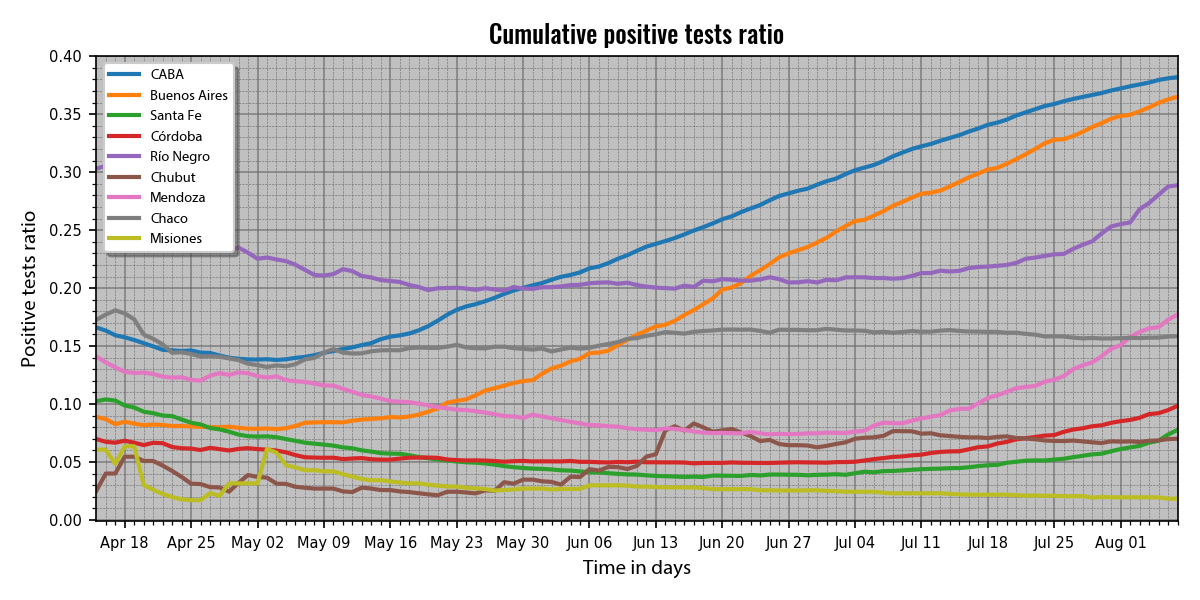 Cumulative positive tests ratio
0.40
0.35
0.30
0.25
0.20
0.15
0.10
0.05
0.00
Positive tests ratio
CABA
Buenos Aires
Santa Fe
Córdoba
Río Negro
Chubut
Mendoza
Chaco
Misiones
Apr 18 Apr 25 May 02 May 09 May 16 May 23 May 30 Jun 06 Jun 13 Jun 20 Jun 27 Jul 04 Jul 11 Jul 18 Jul 25 Aug 01
Time in days